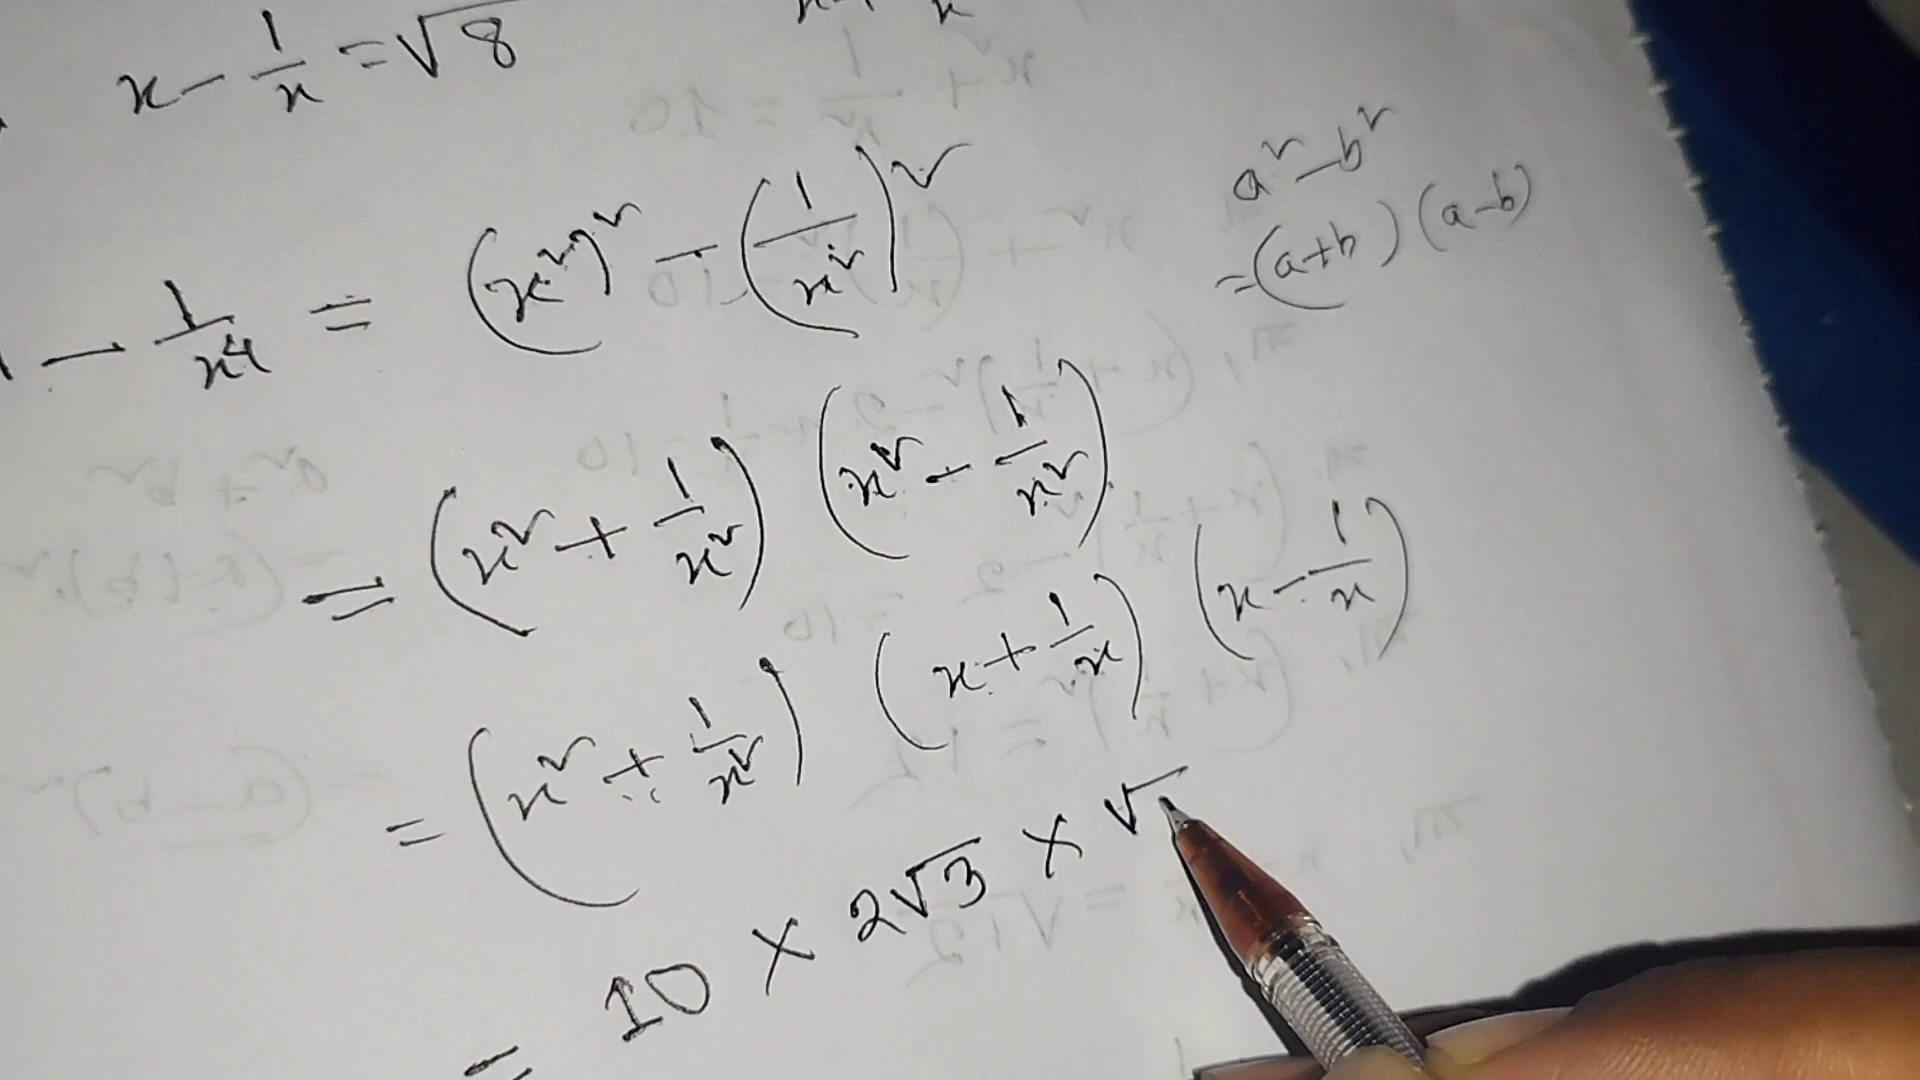 x - 1/x = √8
a² - b²
= (a+b) (a-b)
- 1/x⁴ = (x²)² - (1/x²)²
= (x² + 1/x²) (x² - 1/x²)
= (x² + 1/x²) (x + 1/x) (x - 1/x)
= 10 × 2√3 × √